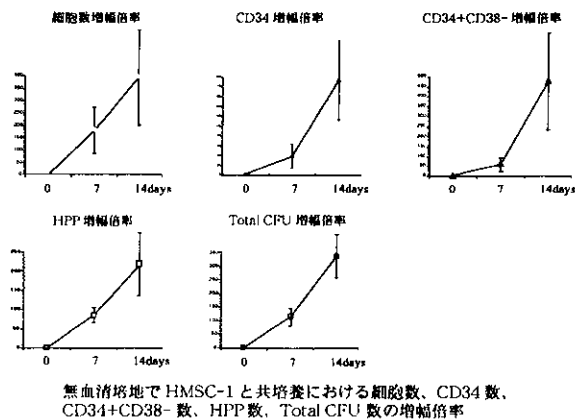 細胞数増幅倍率 CD34 増幅倍率 CD34+CD38- 増幅倍率
0 7 14days 0 7 14days 0 7 14days
HPP 増幅倍率 Total CFU 増幅倍率
0 7 14days 0 7 14days
無血清培地で HMSC-1 と共培養における細胞数、CD34 数、
CD34+CD38- 数、HPP 数、Total CFU 数の増幅倍率